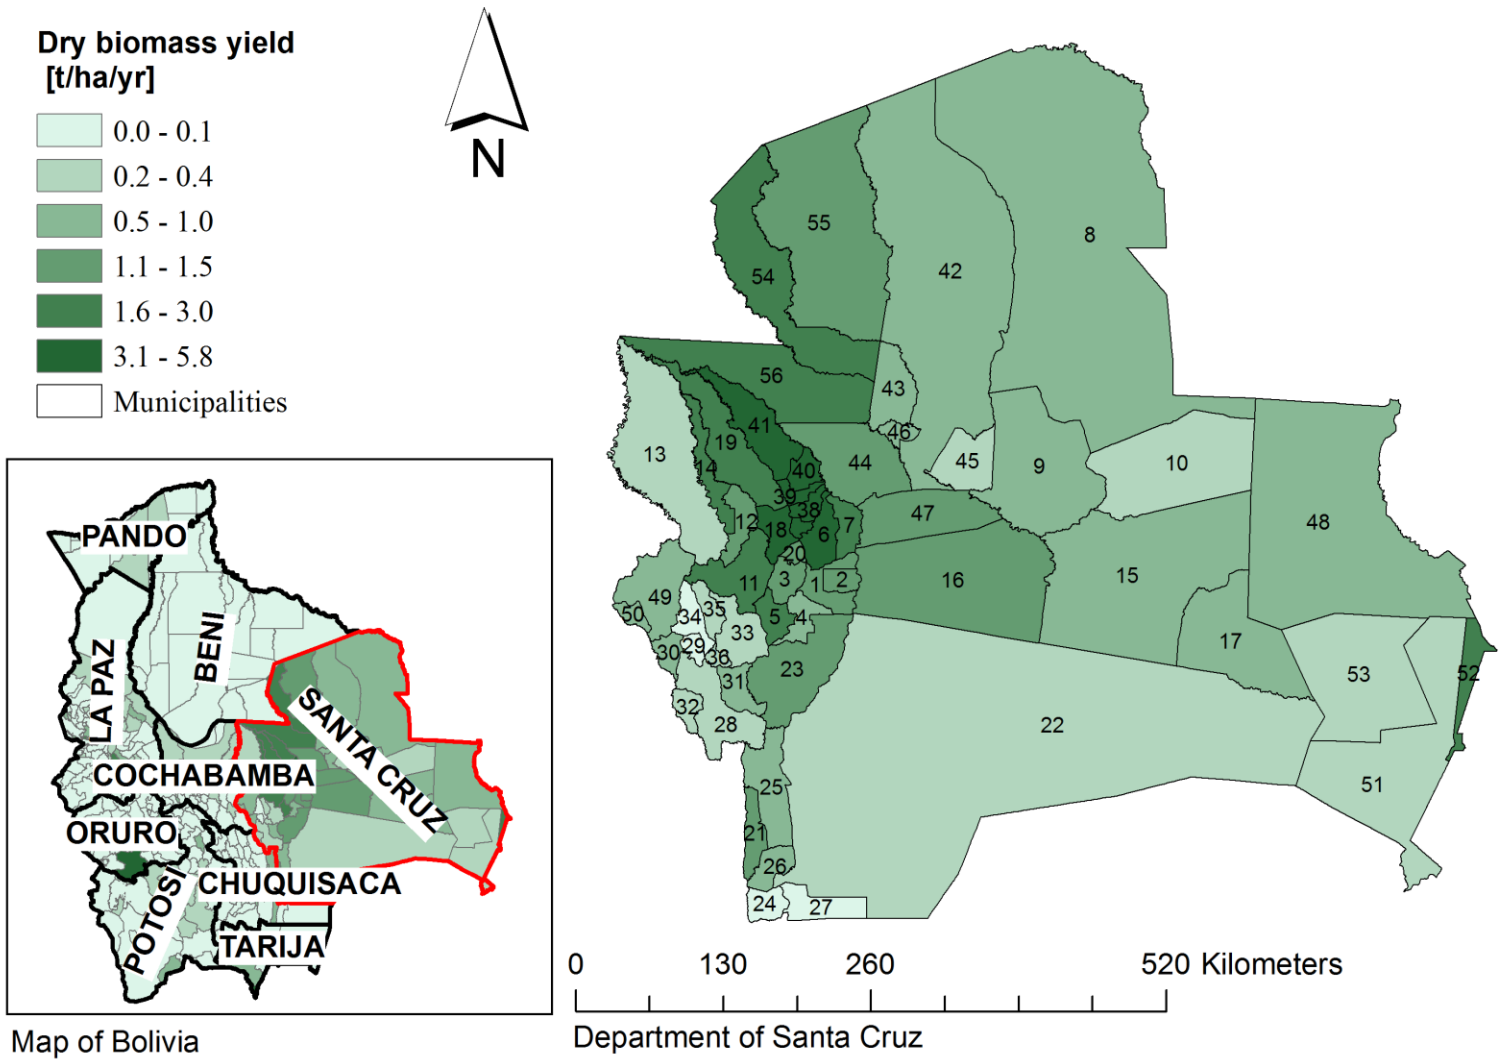 Dry biomass yield
[t/ha/yr]
0.0 - 0.1
0.2 - 0.4
0.5 - 1.0
1.1 - 1.5
1.6 - 3.0
3.1 - 5.8
Municipalities
N
PANDO
BENI
LA PAZ
SANTA CRUZ
COCHABAMBA
ORURO
CHUQUISACA
POTOSI
TARIJA
Map of Bolivia
8
55
42
54
56
43
41
46
19
13
14
44
45
9
10
40
39
38
12
18
6
7
47
48
20
11
3
1
2
16
15
49
50
34
35
5
4
33
29
36
30
17
31
23
53
52
32
28
22
25
51
21
26
24
27
0 130 260 520 Kilometers
Department of Santa Cruz